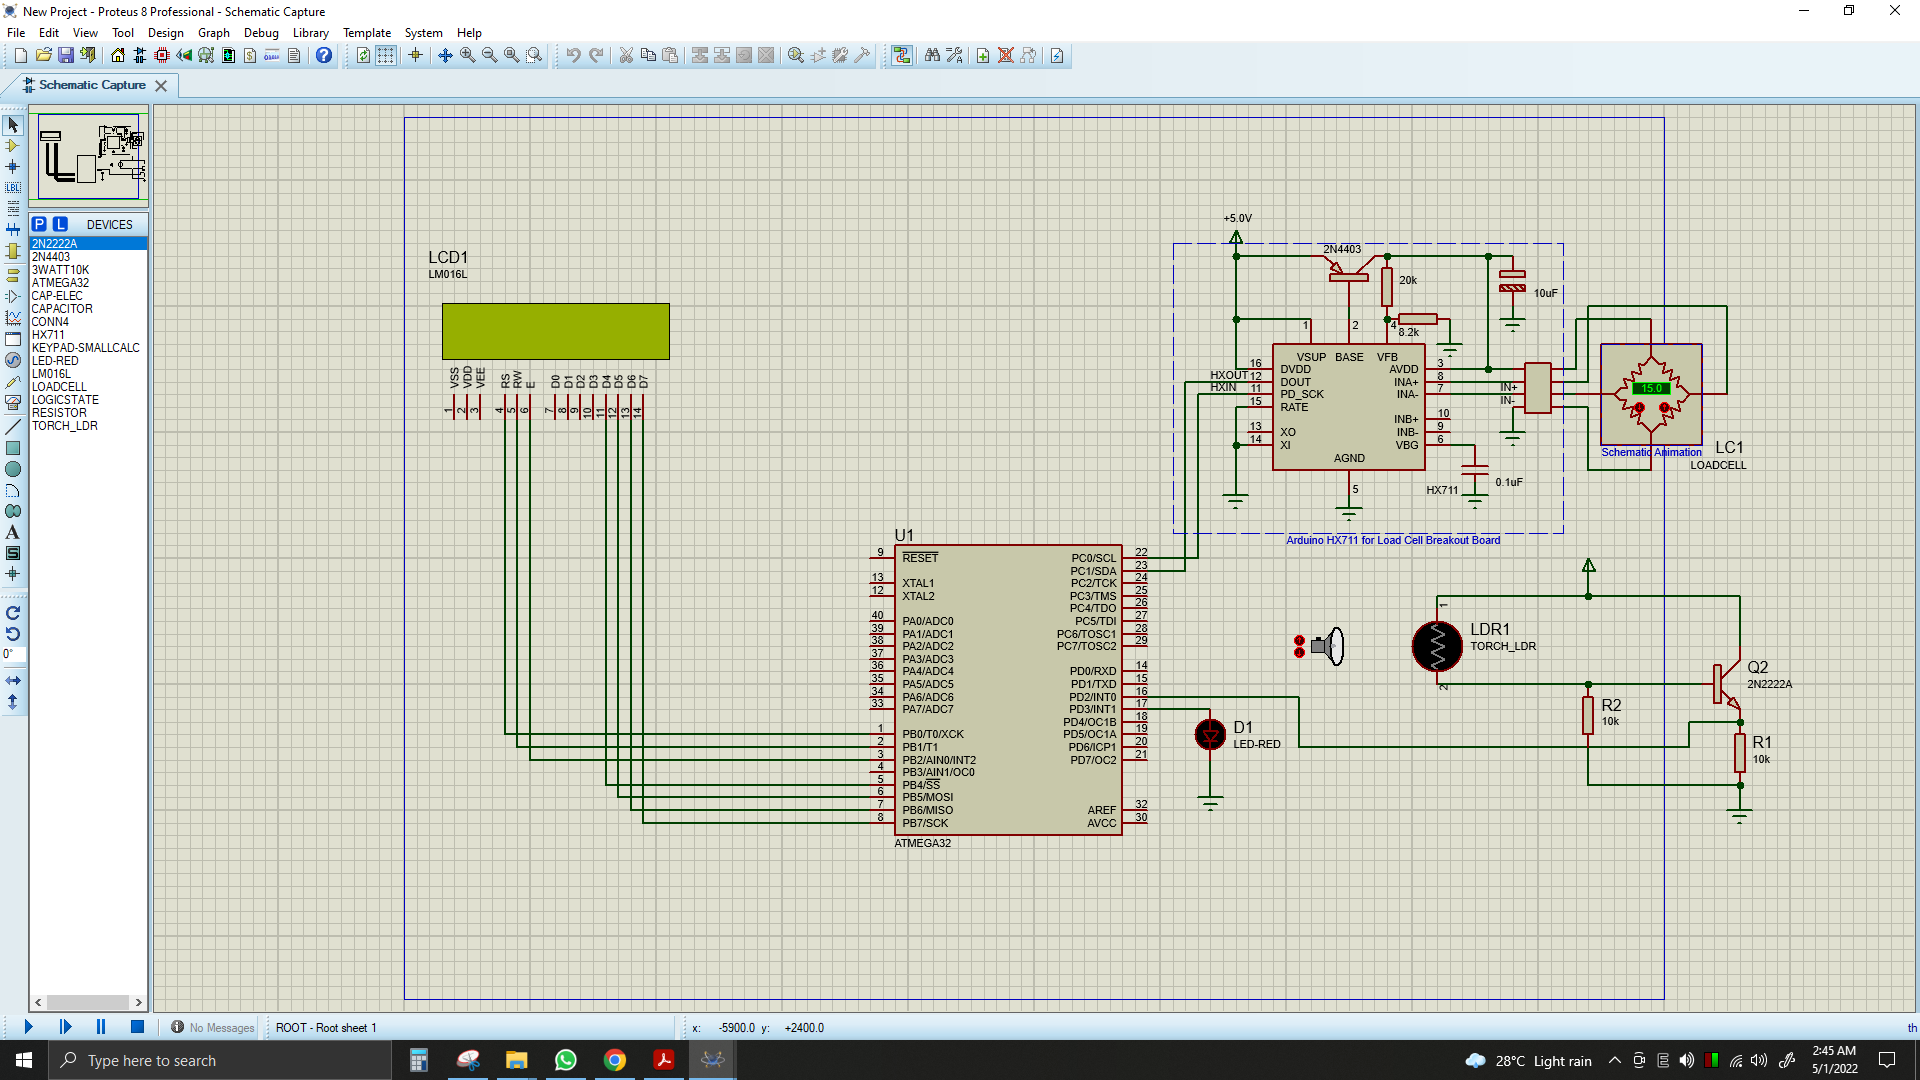 New Project - Proteus 8 Professional - Schematic Capture
File Edit View Tool Design Graph Debug Library Template System Help
Schematic Capture
P L DEVICES
2N2222A
2N4403
3WATT10K
ATMEGA32
CAP-ELEC
CAPACITOR
CONN4
HX711
KEYPAD-SMALLCALC
LED-RED
LM016L
LOADCELL
LOGICSTATE
RESISTOR
TORCH_LDR
LBL
A
S
0°
LCD1
LM016L
VSS VDD VEE RS RW E D0 D1 D2 D3 D4 D5 D6 D7
1 2 3 4 5 6 7 8 9 10 11 12 13 14
+5.0V
2N4403
20k
10uF
8.2k
1 2 4
VSUP BASE VFB
16 DVDD AVDD 3
HXOUT 12 DOUT INA+ 8
HXIN 11 PD_SCK INA- 7
15 RATE
INB+ 10
13 XO INB- 9
14 XI VBG 6
AGND
5
HX711
0.1uF
IN+
IN-
15.0
Schematic Animation
LC1
LOADCELL
Arduino HX711 for Load Cell Breakout Board
U1
9 RESET PC0/SCL 22
PC1/SDA 23
13 XTAL1 PC2/TCK 24
12 XTAL2 PC3/TMS 25
PC4/TDO 26
40 PA0/ADC0 PC5/TDI 27
39 PA1/ADC1 PC6/TOSC1 28
38 PA2/ADC2 PC7/TOSC2 29
37 PA3/ADC3
36 PA4/ADC4 PD0/RXD 14
35 PA5/ADC5 PD1/TXD 15
34 PA6/ADC6 PD2/INT0 16
33 PA7/ADC7 PD3/INT1 17
PD4/OC1B 18
1 PB0/T0/XCK PD5/OC1A 19
2 PB1/T1 PD6/ICP1 20
3 PB2/AIN0/INT2 PD7/OC2 21
4 PB3/AIN1/OC0
5 PB4/SS
6 PB5/MOSI
7 PB6/MISO AREF 32
8 PB7/SCK AVCC 30
ATMEGA32
D1
LED-RED
1
LDR1
TORCH_LDR
2
Q2
2N2222A
R2
10k
R1
10k
No Messages
ROOT - Root sheet 1
x: -5900.0 y: +2400.0
th
Type here to search
28°C Light rain
2:45 AM
5/1/2022